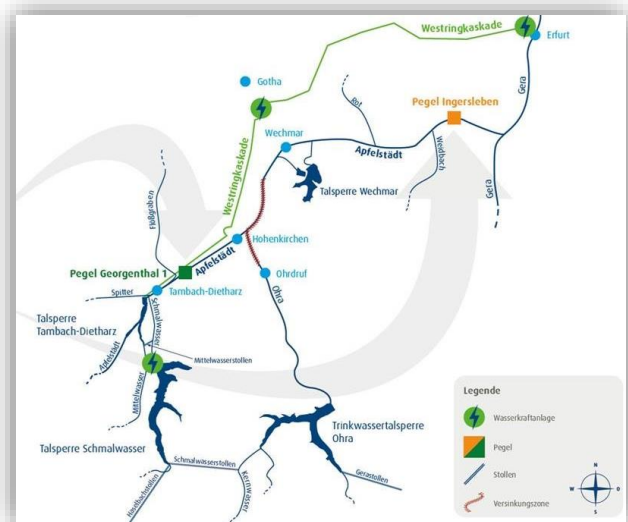 Westringkaskade
Erfurt
Gotha
Pegel Ingersleben
Rot
Gera
Wechmar
Apfelstädt
Weidbach
Westringkaskade
Talsperre Wechmar
Gera
Flößgraben
Hohenkirchen
Pegel Georgenthal 1
Apfelstädt
Ohrdruf
Spitter
Tambach-Dietharz
Ohra
Schmalwasser
Talsperre
Tambach-Dietharz
Apfelstädt
Mittelwasserstollen
Mittelwasser
Talsperre Schmalwasser
Trinkwassertalsperre
Ohra
Schmalwasserstollen
Gerastollen
Haselbachstollen
Kernwasser
Legende
Wasserkraftanlage
Pegel
Stollen
Versinkungszone
N
W
O
S